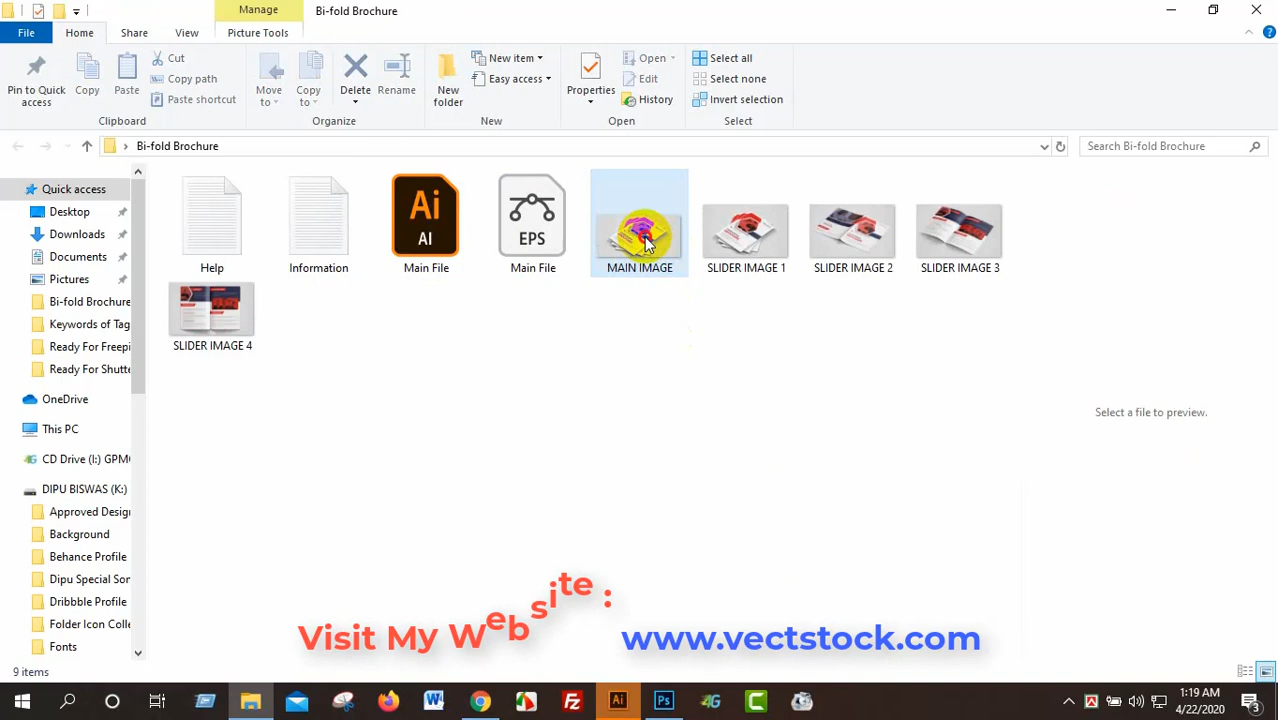 Manage
Bi-fold Brochure
File
Home
Share
View
Picture Tools
Pin to Quick access
Copy
Paste
Cut
Copy path
Paste shortcut
Clipboard
Move to
Copy to
Delete
Rename
Organize
New folder
New item
Easy access
New
Properties
Open
Edit
History
Open
Select all
Select none
Invert selection
Select
Bi-fold Brochure
Search Bi-fold Brochure
Quick access
Desktop
Downloads
Documents
Pictures
Bi-fold Brochure
Keywords of Tag
Ready For Freepi
Ready For Shutte
OneDrive
This PC
CD Drive (I:) GPM
DIPU BISWAS (K:)
Approved Desig
Background
Behance Profile
Dipu Special Son
Dribbble Profile
Folder Icon Colle
Fonts
Ai
AI
EPS
Help
Information
Main File
Main File
MAIN IMAGE
SLIDER IMAGE 1
SLIDER IMAGE 2
SLIDER IMAGE 3
SLIDER IMAGE 4
Select a file to preview.
Visit My Website :
www.vectstock.com
9 items
W
Fz
Ai
Ps
4G
C
A
1:19 AM
4/22/2020
3